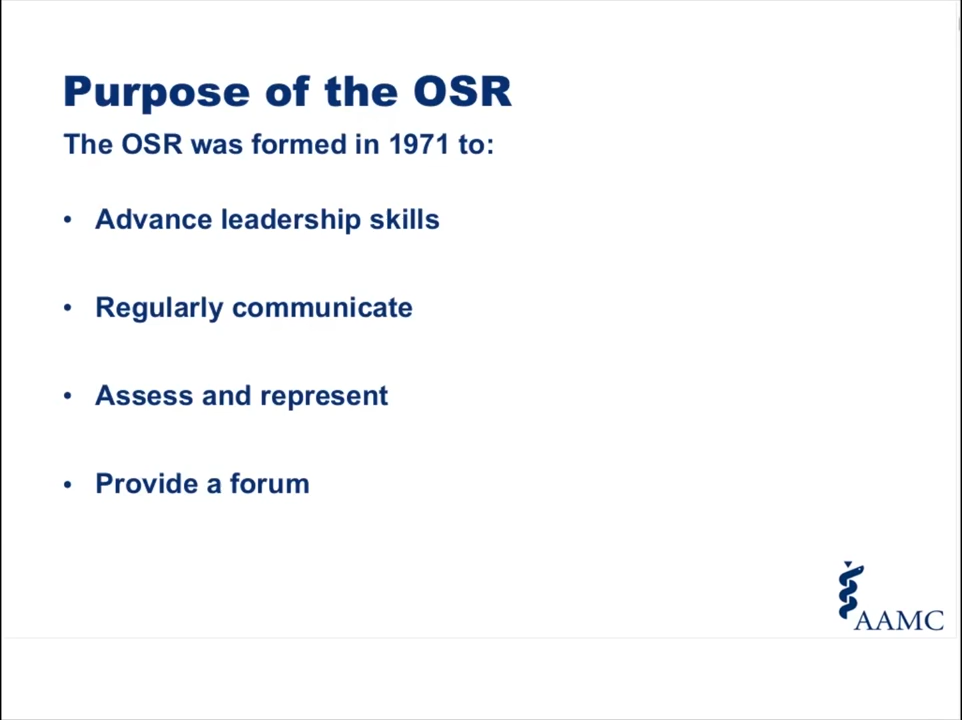 Purpose of the OSR
The OSR was formed in 1971 to:
• Advance leadership skills
• Regularly communicate
• Assess and represent
• Provide a forum
AAMC